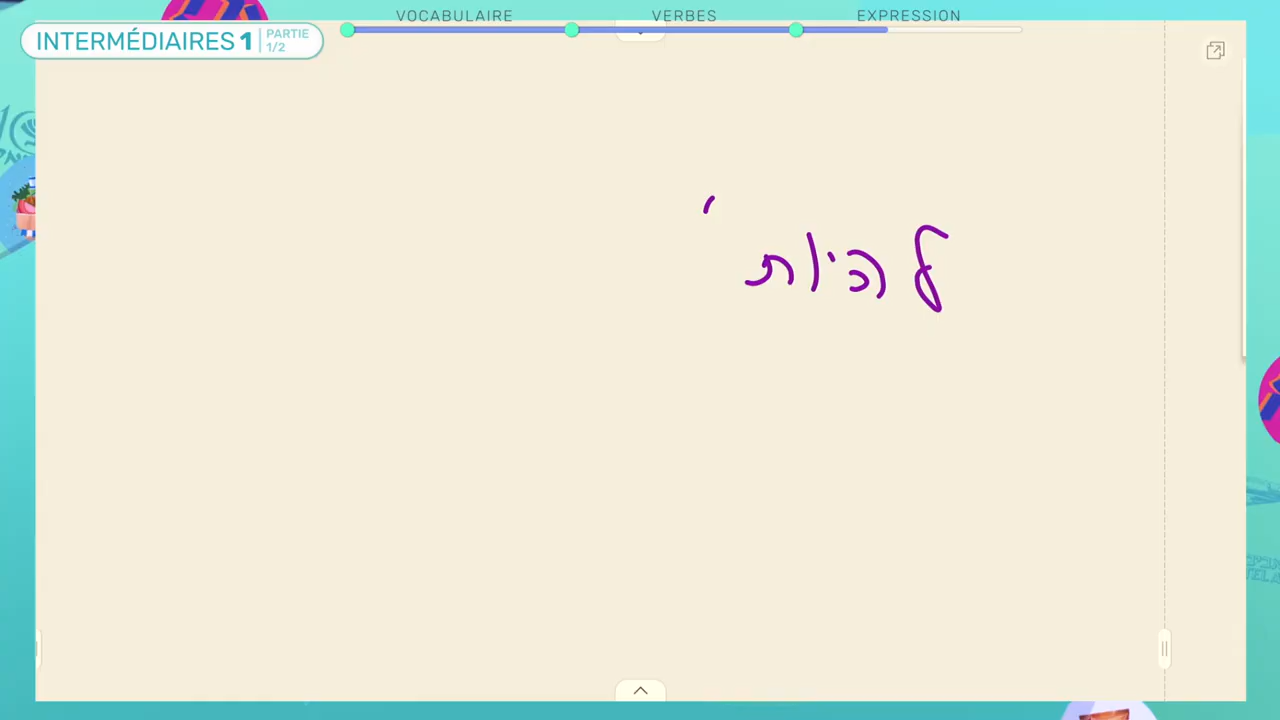 VOCABULAIRE VERBES EXPRESSION
INTERMÉDIAIRES 1 PARTIE 1/2
להיות